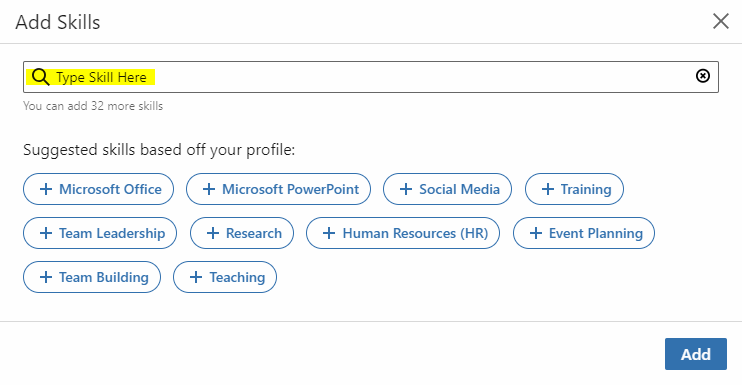 Add Skills
Type Skill Here
You can add 32 more skills
Suggested skills based off your profile:
+ Microsoft Office + Microsoft PowerPoint + Social Media + Training
+ Team Leadership + Research + Human Resources (HR) + Event Planning
+ Team Building + Teaching
Add